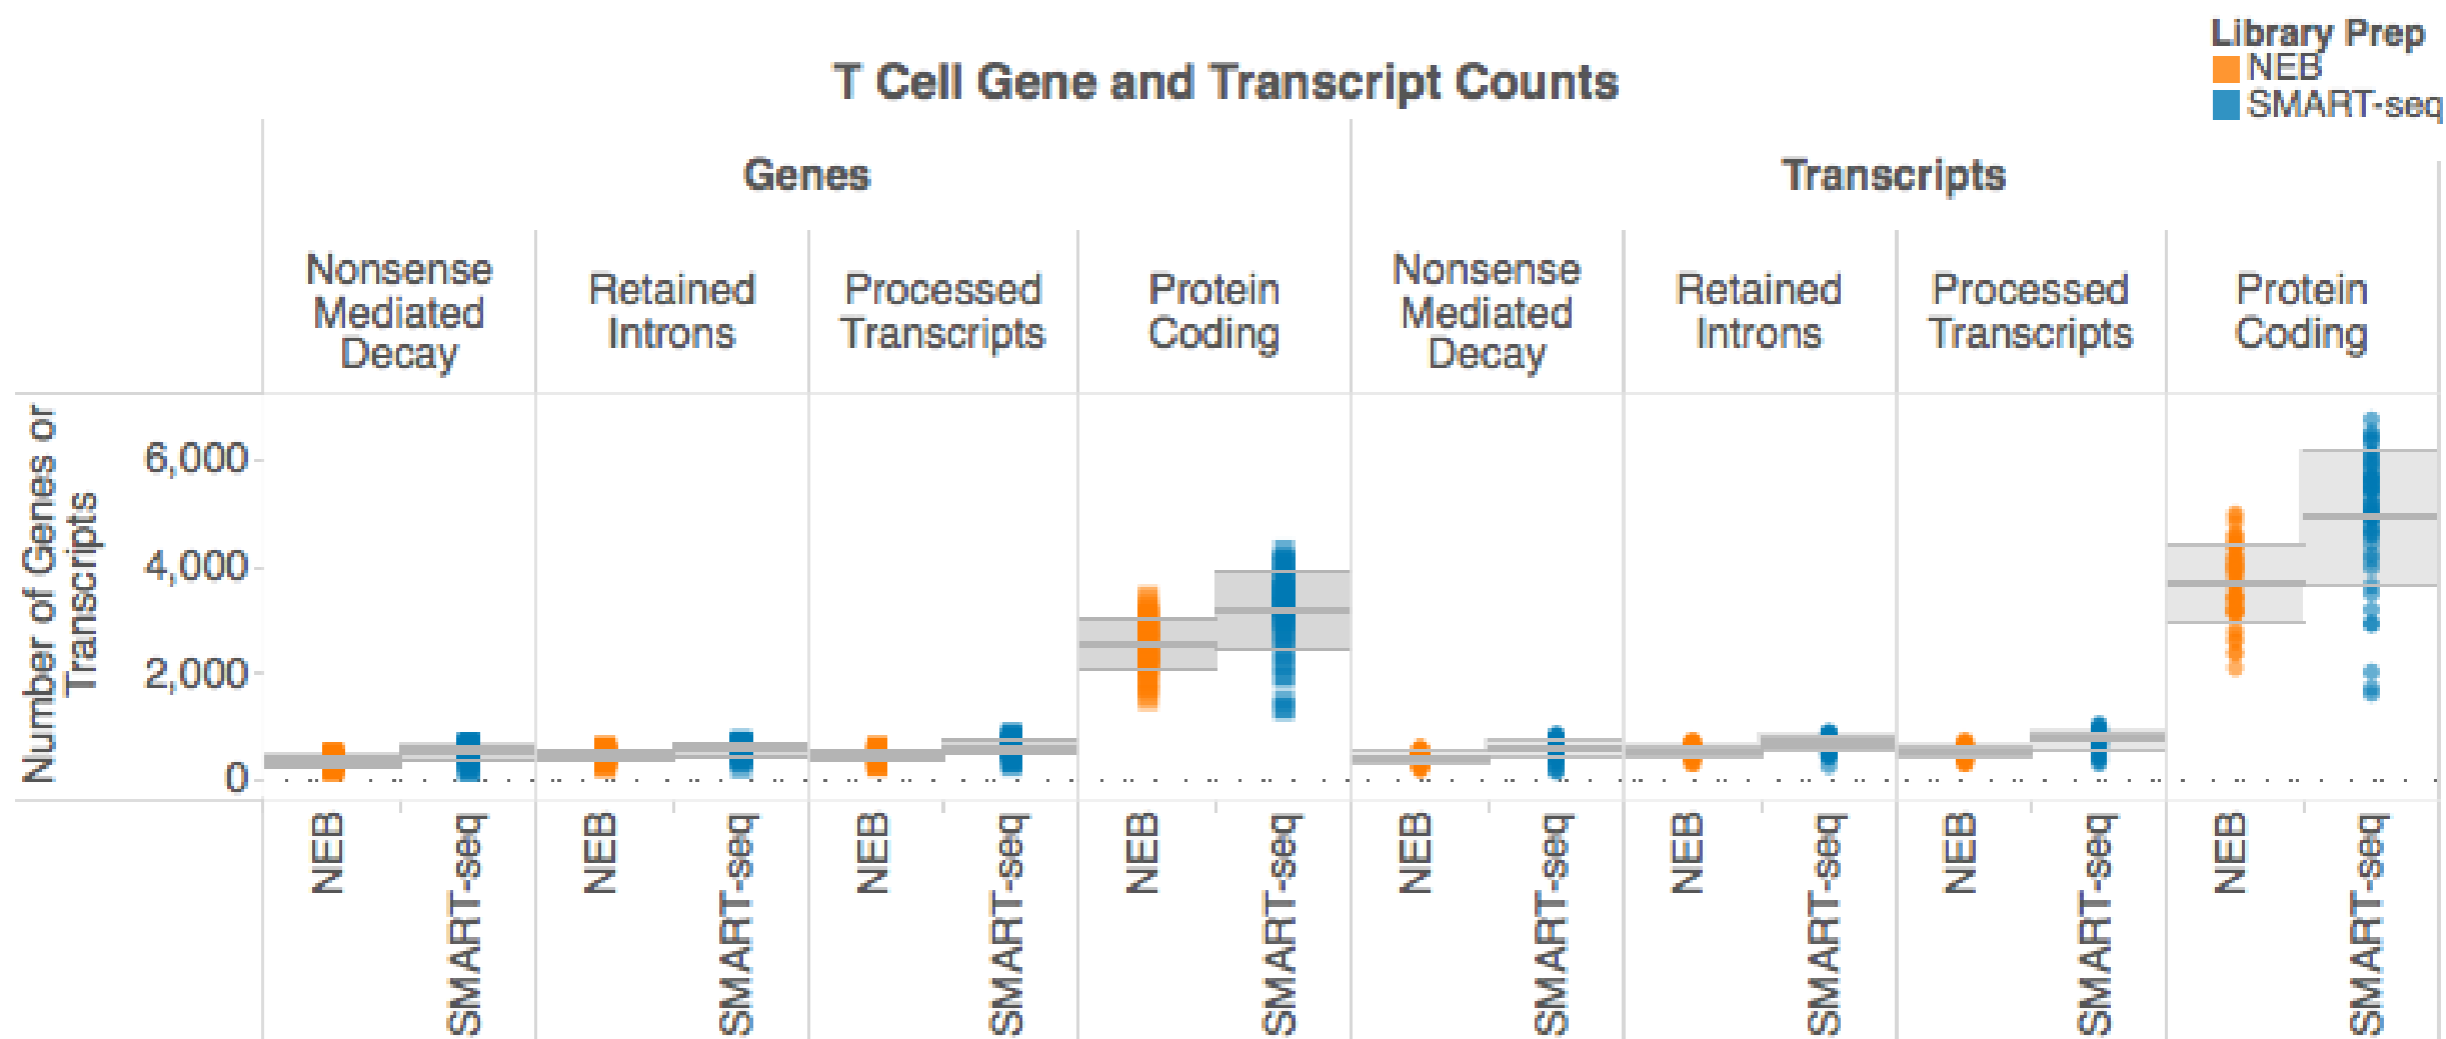 Library Prep
NEB
SMART-seq
T Cell Gene and Transcript Counts
Genes
Transcripts
Nonsense
Mediated
Decay
Retained
Introns
Processed
Transcripts
Protein
Coding
Nonsense
Mediated
Decay
Retained
Introns
Processed
Transcripts
Protein
Coding
Number of Genes or
Transcripts
6,000
4,000
2,000
0
NEB
SMART-seq
NEB
SMART-seq
NEB
SMART-seq
NEB
SMART-seq
NEB
SMART-seq
NEB
SMART-seq
NEB
SMART-seq
NEB
SMART-seq